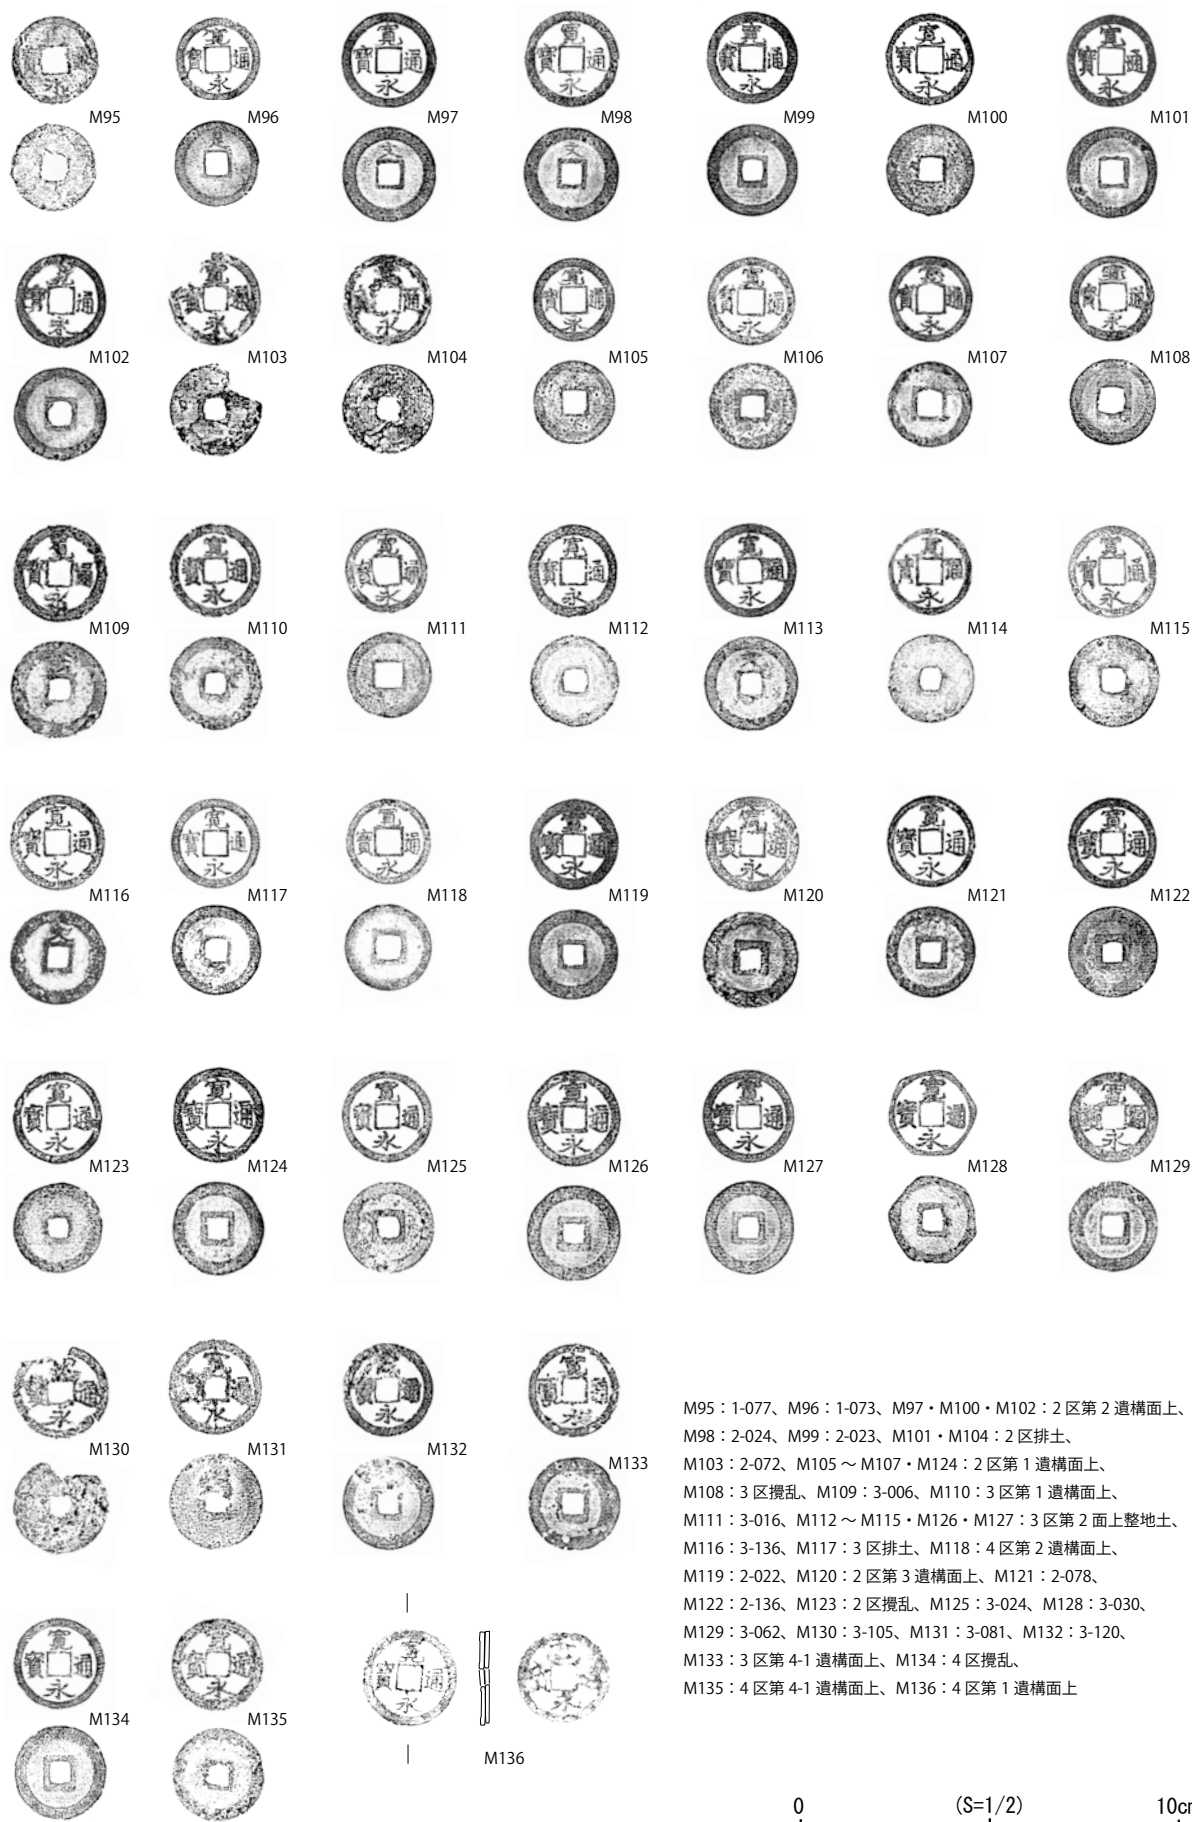 M95 M96 M97 M98 M99 M100 M101
M102 M103 M104 M105 M106 M107 M108
M109 M110 M111 M112 M113 M114 M115
M116 M117 M118 M119 M120 M121 M122
M123 M124 M125 M126 M127 M128 M129
M130 M131 M132 M133
M95：1-077、M96：1-073、M97・M100・M102：2 区第 2 遺構面上、
M98：2-024、M99：2-023、M101・M104：2 区排土、
M103：2-072、M105 ～ M107・M124：2 区第 1 遺構面上、
M108：3 区攪乱、M109：3-006、M110：3 区第 1 遺構面上、
M111：3-016、M112 ～ M115・M126・M127：3 区第 2 面上整地土、
M116：3-136、M117：3 区排土、M118：4 区第 2 遺構面上、
M119：2-022、M120：2 区第 3 遺構面上、M121：2-078、
M122：2-136、M123：2 区攪乱、M125：3-024、M128：3-030、
M129：3-062、M130：3-105、M131：3-081、M132：3-120、
M133：3 区第 4-1 遺構面上、M134：4 区攪乱、
M135：4 区第 4-1 遺構面上、M136：4 区第 1 遺構面上
M134 M135 M136
0 (S=1/2) 10cm